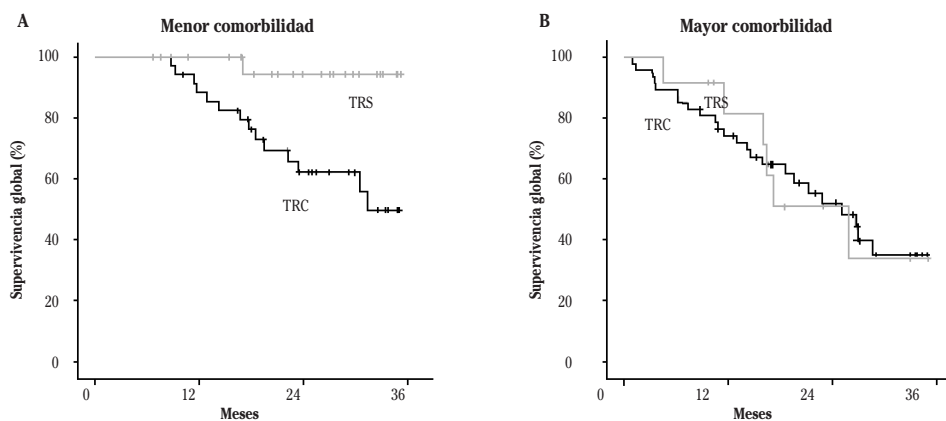 A
Menor comorbilidad
100
80
60
40
20
0
Supervivencia global (%)
TRS
TRC
0 12 24 36
Meses
B
Mayor comorbilidad
100
80
60
40
20
0
Supervivencia global (%)
TRS
TRC
0 12 24 36
Meses